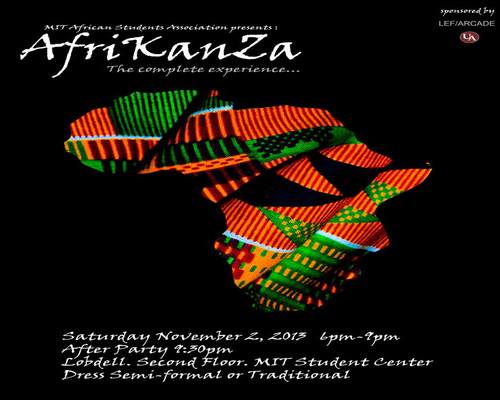 sponsored by
LEF/ARCADE
UA
MIT African Students Association presents :
AfriKanZa
The complete experience...
Saturday November 2, 2013 6pm-9pm
After Party 9:30pm
Lobdell. Second Floor. MIT Student Center
Dress Semi-formal or Traditional